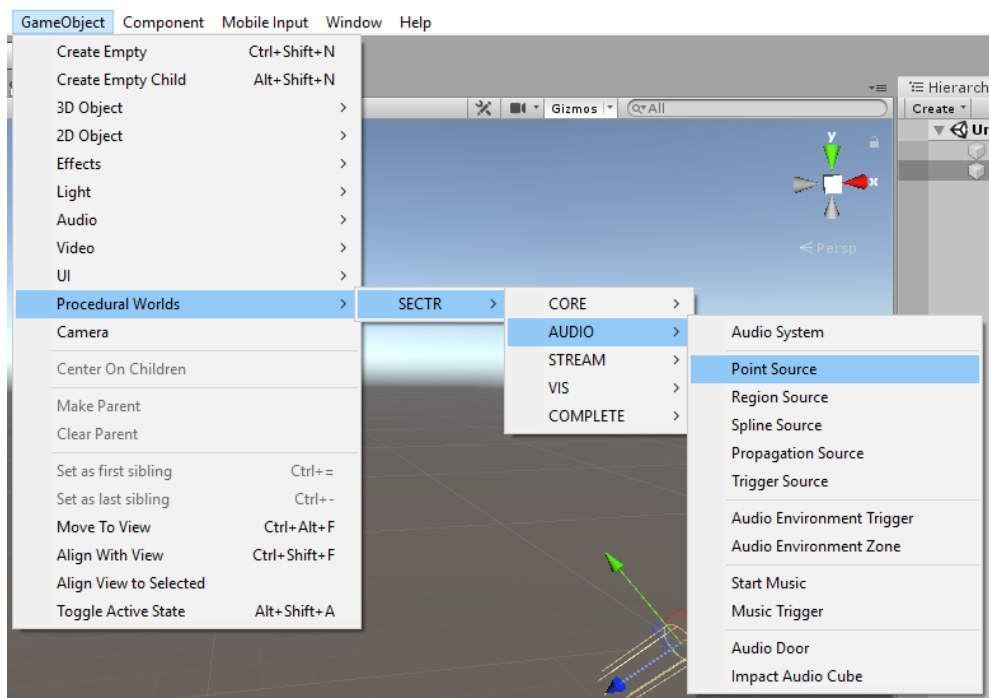 GameObject Component Mobile Input Window Help
Create Empty Ctrl+Shift+N
Create Empty Child Alt+Shift+N
3D Object
2D Object
Effects
Light
Audio
Video
UI
Procedural Worlds
Camera
Center On Children
Make Parent
Clear Parent
Set as first sibling Ctrl+=
Set as last sibling Ctrl+-
Move To View Ctrl+Alt+F
Align With View Ctrl+Shift+F
Align View to Selected
Toggle Active State Alt+Shift+A
SECTR
CORE
AUDIO
STREAM
VIS
COMPLETE
Audio System
Point Source
Region Source
Spline Source
Propagation Source
Trigger Source
Audio Environment Trigger
Audio Environment Zone
Start Music
Music Trigger
Audio Door
Impact Audio Cube
Gizmos All
y
x
Persp
Hierarch
Create
Ur